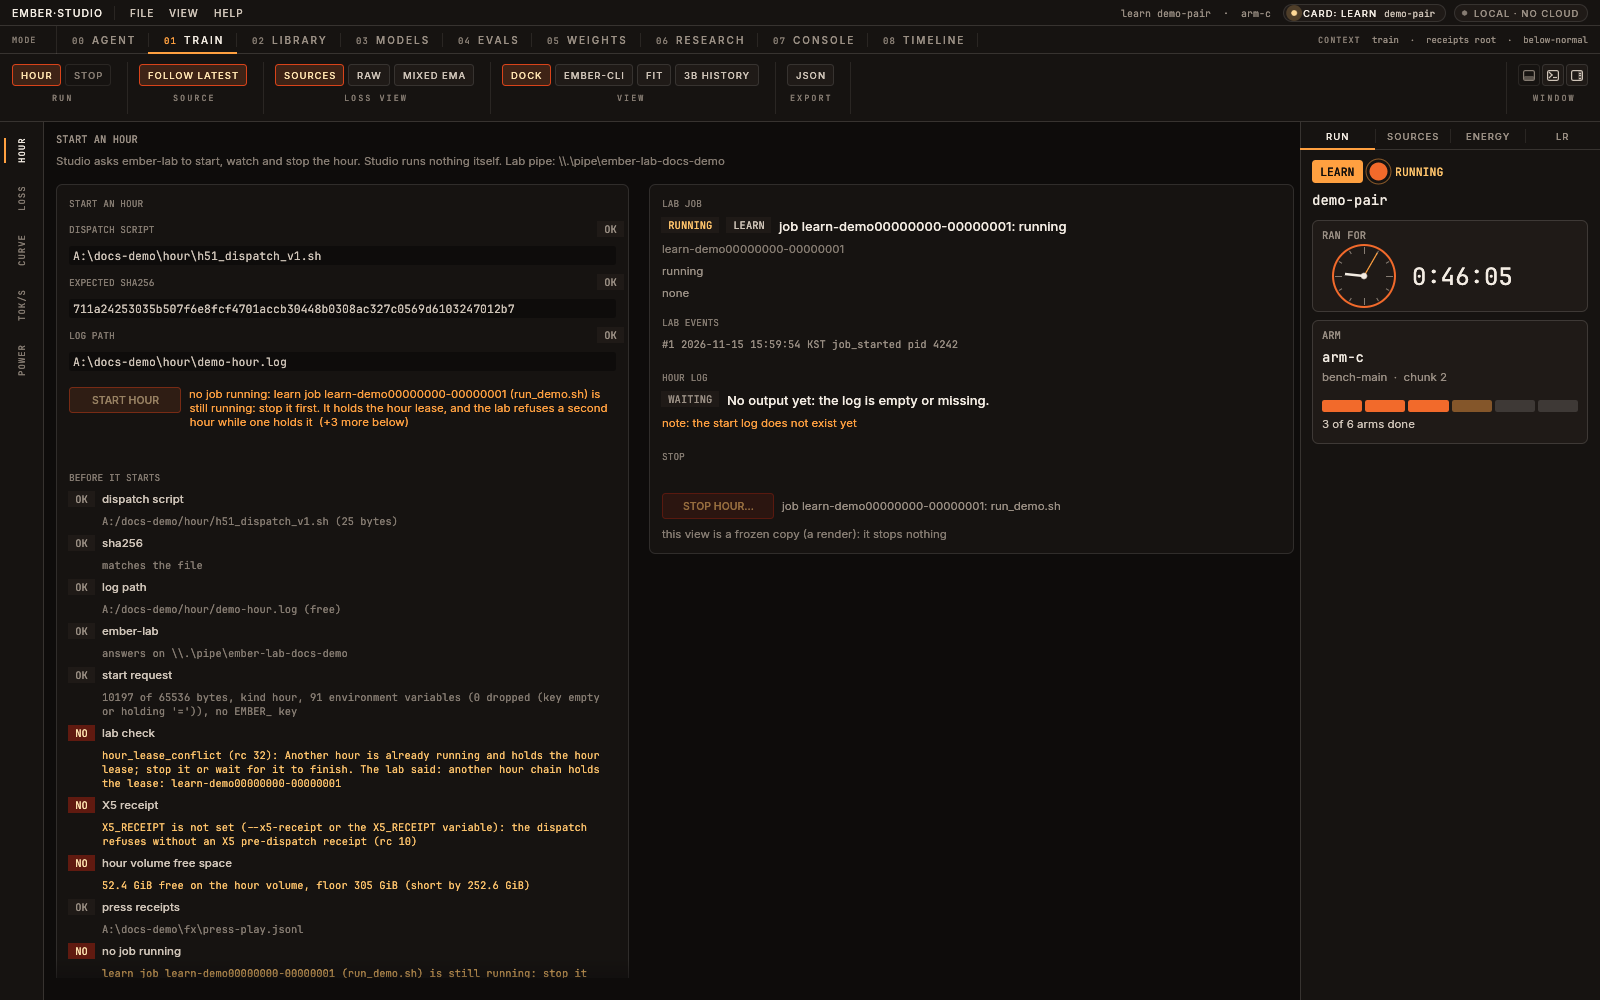 EMBER·STUDIO FILE VIEW HELP
learn demo-pair · arm-c CARD: LEARN demo-pair LOCAL · NO CLOUD
MODE 00 AGENT 01 TRAIN 02 LIBRARY 03 MODELS 04 EVALS 05 WEIGHTS 06 RESEARCH 07 CONSOLE 08 TIMELINE
CONTEXT train · receipts root · below-normal
HOUR STOP FOLLOW LATEST SOURCES RAW MIXED EMA DOCK EMBER-CLI FIT 3B HISTORY JSON
RUN SOURCE LOSS VIEW VIEW EXPORT WINDOW
HOUR
LOSS
CURVE
TOK/S
POWER
START AN HOUR
Studio asks ember-lab to start, watch and stop the hour. Studio runs nothing itself. Lab pipe: \\.\pipe\ember-lab-docs-demo
START AN HOUR
DISPATCH SCRIPT OK
A:\docs-demo\hour\h51_dispatch_v1.sh
EXPECTED SHA256 OK
711a24253035b507f6e8fcf4701accb30448b0308ac327c0569d6103247012b7
LOG PATH OK
A:\docs-demo\hour\demo-hour.log
START HOUR
no job running: learn job learn-demo00000000-00000001 (run_demo.sh) is
still running: stop it first. It holds the hour lease, and the lab refuses a second
hour while one holds it (+3 more below)
BEFORE IT STARTS
OK dispatch script
A:/docs-demo/hour/h51_dispatch_v1.sh (25 bytes)
OK sha256
matches the file
OK log path
A:/docs-demo/hour/demo-hour.log (free)
OK ember-lab
answers on \\.\pipe\ember-lab-docs-demo
OK start request
10197 of 65536 bytes, kind hour, 91 environment variables (0 dropped (key empty
or holding '=')), no EMBER_ key
NO lab check
hour_lease_conflict (rc 32): Another hour is already running and holds the hour
lease; stop it or wait for it to finish. The lab said: another hour chain holds
the lease: learn-demo00000000-00000001
NO X5 receipt
X5_RECEIPT is not set (--x5-receipt or the X5_RECEIPT variable): the dispatch
refuses without an X5 pre-dispatch receipt (rc 10)
NO hour volume free space
52.4 GiB free on the hour volume, floor 305 GiB (short by 252.6 GiB)
OK press receipts
A:\docs-demo\fx\press-play.jsonl
NO no job running
learn job learn-demo00000000-00000001 (run_demo.sh) is still running: stop it
LAB JOB
RUNNING LEARN job learn-demo00000000-00000001: running
learn-demo00000000-00000001
running
none
LAB EVENTS
#1 2026-11-15 15:59:54 KST job_started pid 4242
HOUR LOG
WAITING No output yet: the log is empty or missing.
note: the start log does not exist yet
STOP
STOP HOUR... job learn-demo00000000-00000001: run_demo.sh
this view is a frozen copy (a render): it stops nothing
RUN SOURCES ENERGY LR
LEARN RUNNING
demo-pair
RAN FOR
0:46:05
ARM
arm-c
bench-main · chunk 2
3 of 6 arms done